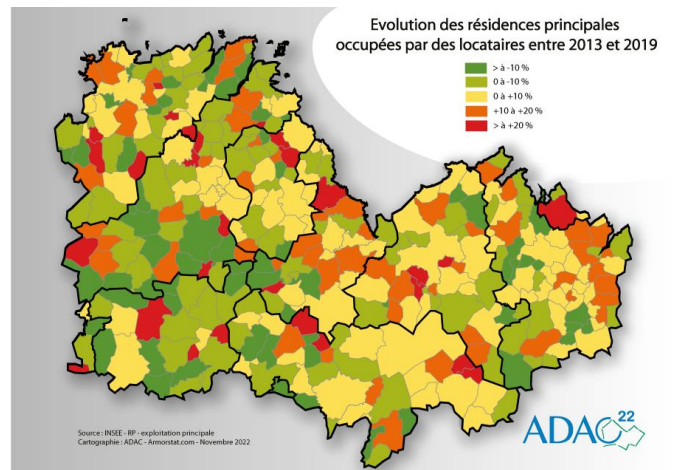 Evolution des résidences principales
occupées par des locataires entre 2013 et 2019
> à -10 %
0 à -10 %
0 à +10 %
+10 à +20 %
> à +20 %
Source : INSEE - RP - exploitation principale
Cartographie : ADAC - Armorstat.com - Novembre 2022
ADAC 22